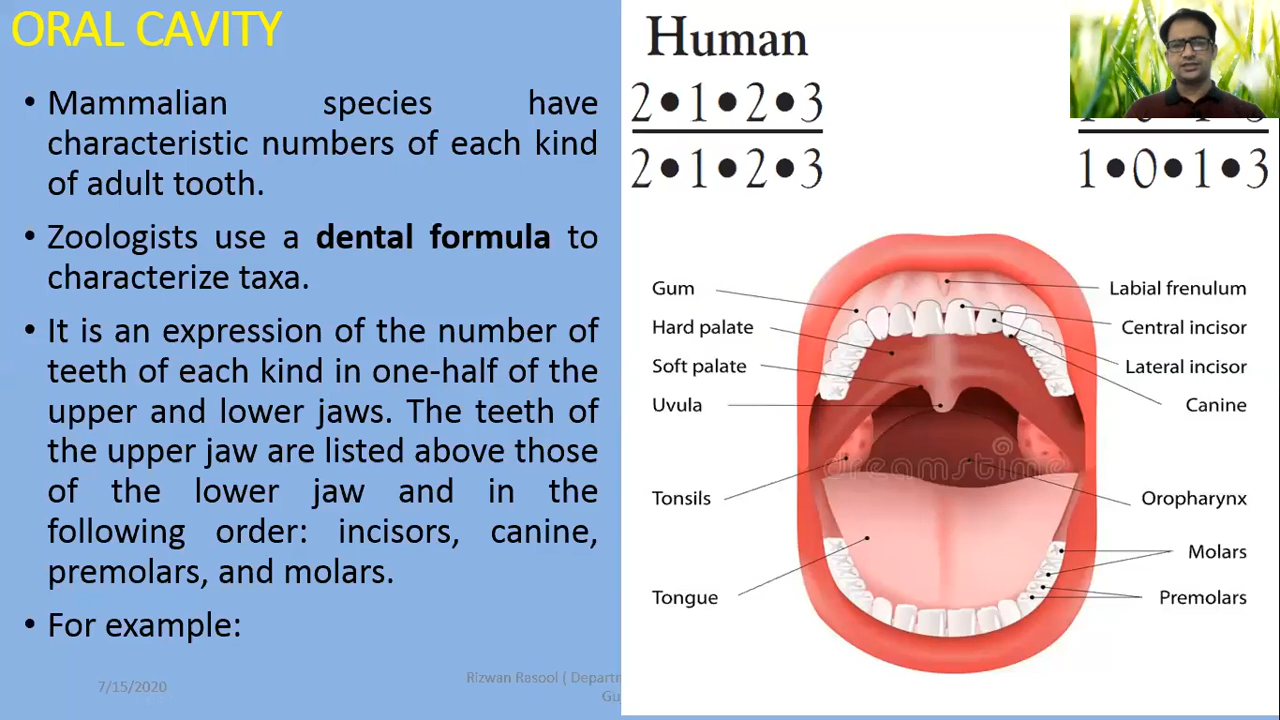 ORAL CAVITY
• Mammalian species have
characteristic numbers of each kind
of adult tooth.
• Zoologists use a dental formula to
characterize taxa.
• It is an expression of the number of
teeth of each kind in one-half of the
upper and lower jaws. The teeth of
the upper jaw are listed above those
of the lower jaw and in the
following order: incisors, canine,
premolars, and molars.
• For example:
7/15/2020
Rizwan Rasool ( Departm
Gu
Human
2•1•2•3
2•1•2•3
1•0•1•3
Gum
Hard palate
Soft palate
Uvula
Tonsils
Tongue
Labial frenulum
Central incisor
Lateral incisor
Canine
Oropharynx
Molars
Premolars
dreamstime